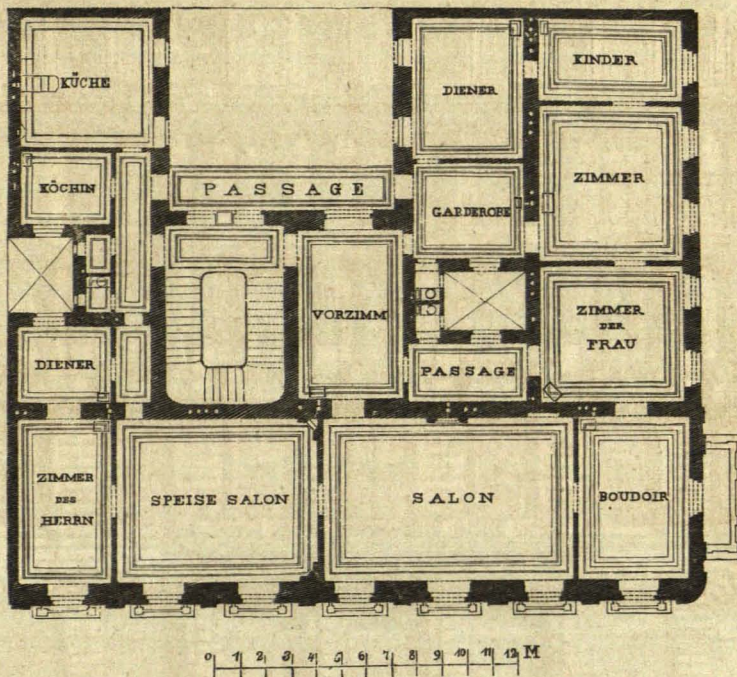 KÜCHE
DIENER
KINDER
KÖCHIN
PASSAGE
GARDEROBE
ZIMMER
VORZIMM
ZIMMER
DER
FRAU
DIENER
PASSAGE
ZIMMER
DES
HERRN
SPEISE SALON
SALON
BOUDOIR
0 1 2 3 4 5 6 7 8 9 10 11 12 M